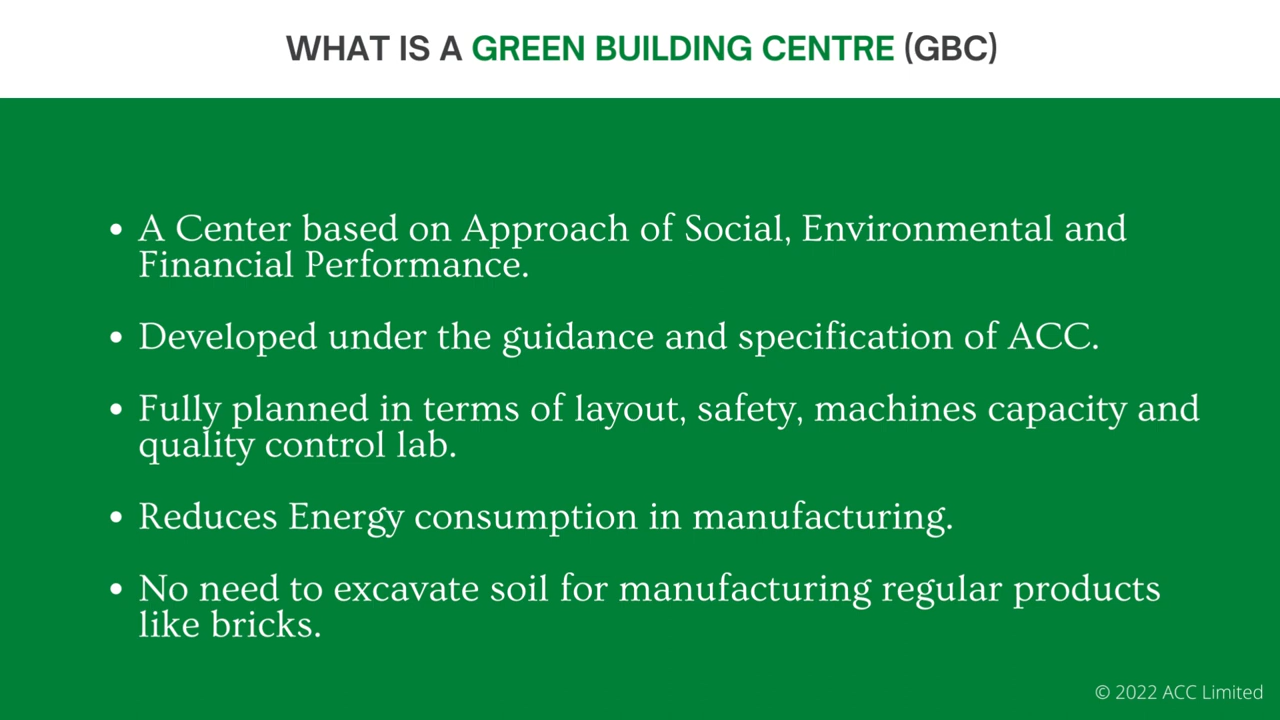 WHAT IS A GREEN BUILDING CENTRE (GBC)
• A Center based on Approach of Social, Environmental and
Financial Performance.
• Developed under the guidance and specification of ACC.
• Fully planned in terms of layout, safety, machines capacity and
quality control lab.
• Reduces Energy consumption in manufacturing.
• No need to excavate soil for manufacturing regular products
like bricks.
© 2022 ACC Limited